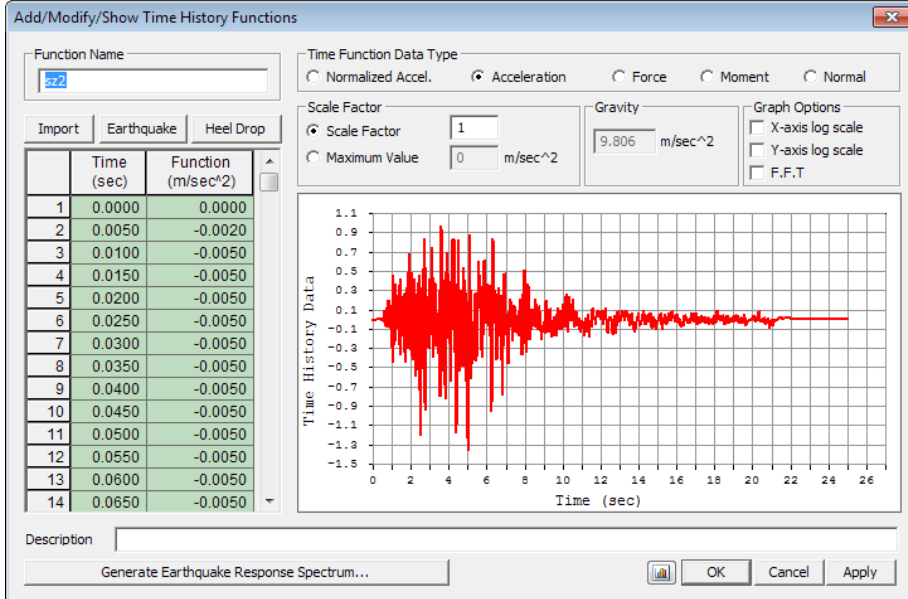 Add/Modify/Show Time History Functions
Function Name
sz2
Time Function Data Type
Normalized Accel. Acceleration Force Moment Normal
Import Earthquake Heel Drop
Scale Factor
Scale Factor 1
Maximum Value 0 m/sec^2
Gravity
9.806 m/sec^2
Graph Options
X-axis log scale
Y-axis log scale
F.F.T
Time (sec) Function (m/sec^2)
1 0.0000 0.0000
2 0.0050 -0.0020
3 0.0100 -0.0050
4 0.0150 -0.0050
5 0.0200 -0.0050
6 0.0250 -0.0050
7 0.0300 -0.0050
8 0.0350 -0.0050
9 0.0400 -0.0050
10 0.0450 -0.0050
11 0.0500 -0.0050
12 0.0550 -0.0050
13 0.0600 -0.0050
14 0.0650 -0.0050
Time History Data
1.1
0.9
0.7
0.5
0.3
0.1
-0.1
-0.3
-0.5
-0.7
-0.9
-1.1
-1.3
-1.5
0 2 4 6 8 10 12 14 16 18 20 22 24 26
Time (sec)
Description
Generate Earthquake Response Spectrum...
OK Cancel Apply